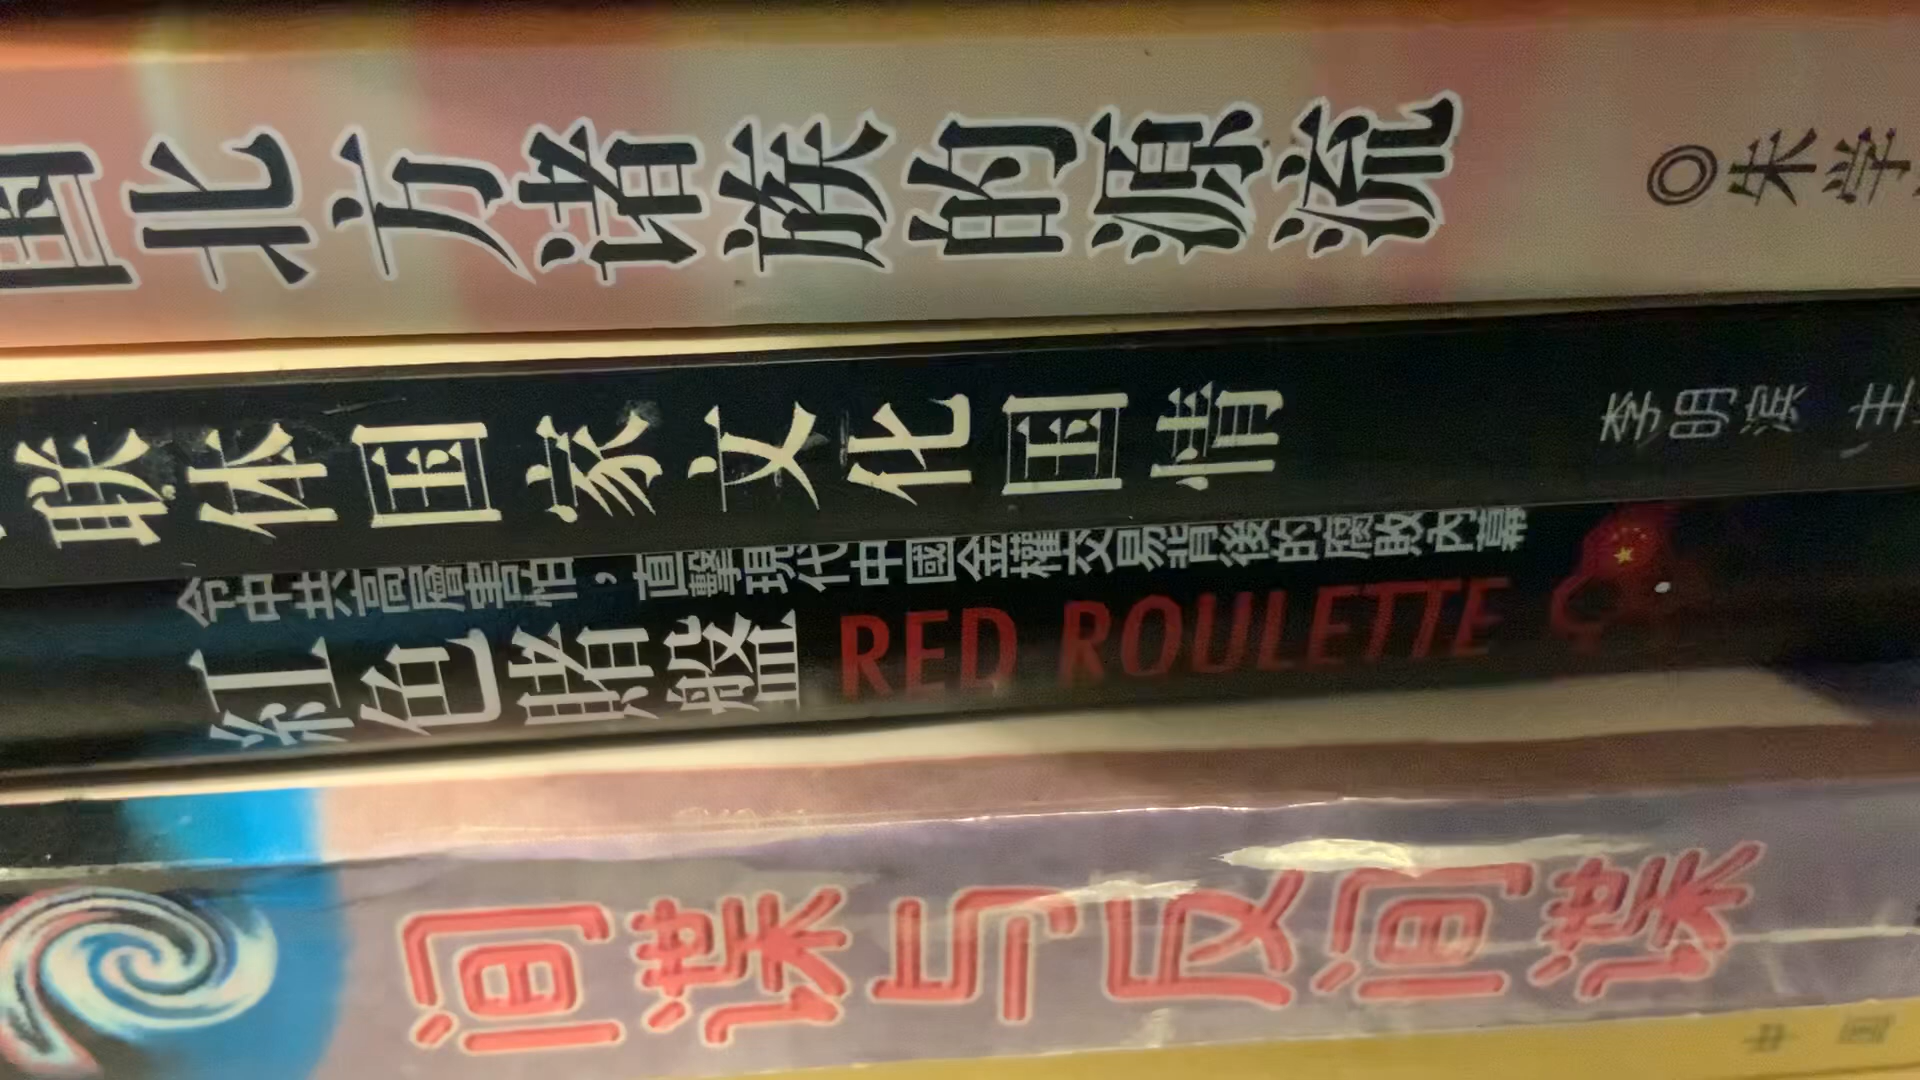 国北方诸族的源流 ◎朱学
联体国家文化国情 李明滨 主
令中共高層害怕，直擊現代中國金權交易背後的腐敗內幕
紅色賭盤 RED ROULETTE
间谍与反间谍
中国